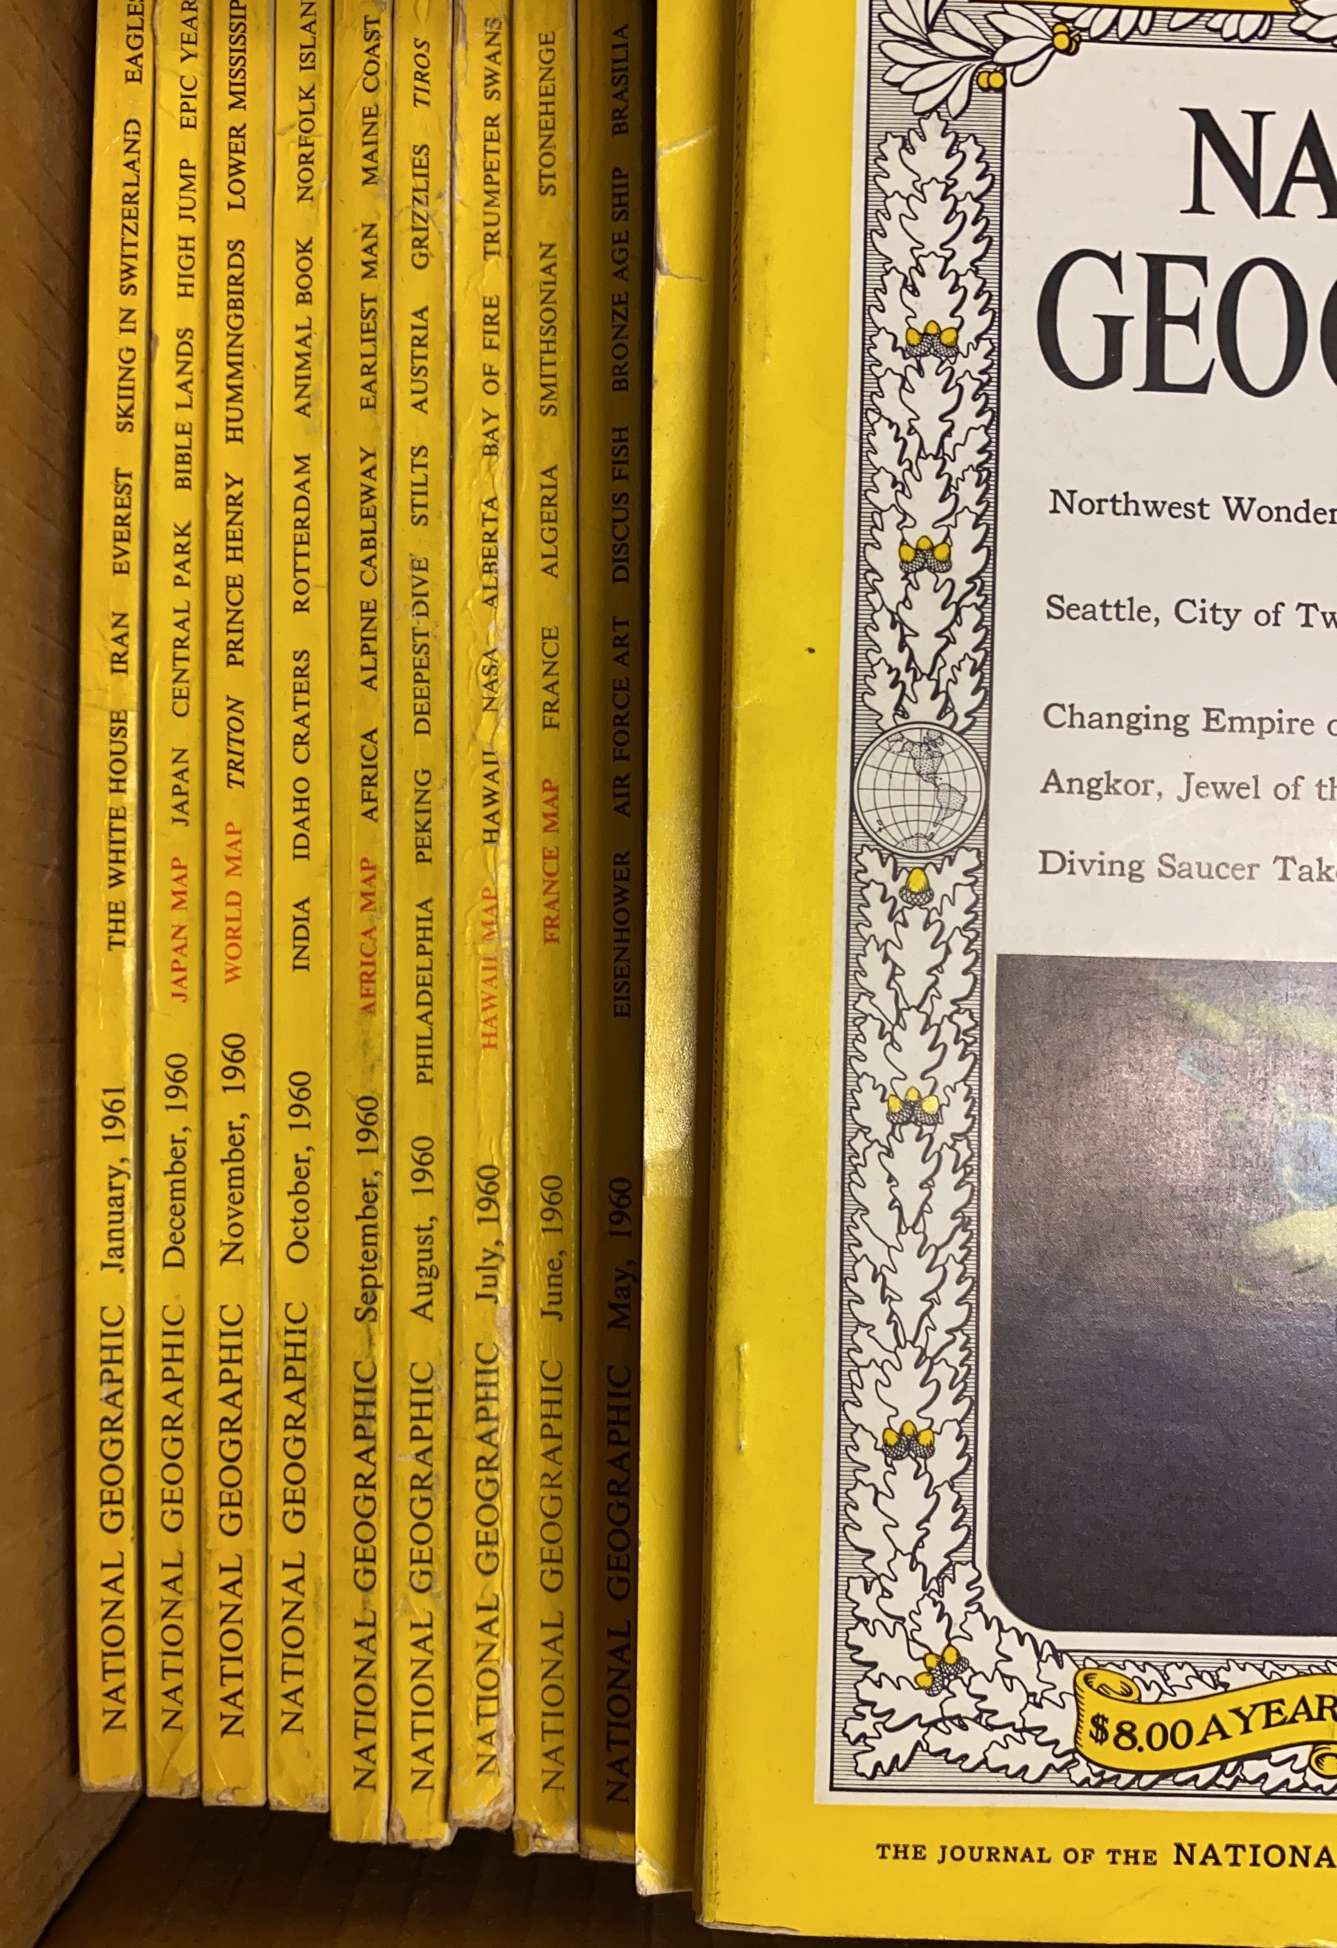 NATIONAL GEOGRAPHIC January, 1961 THE WHITE HOUSE IRAN EVEREST SKIING IN SWITZERLAND EAGLES
NATIONAL GEOGRAPHIC December, 1960 JAPAN MAP JAPAN CENTRAL PARK BIBLE LANDS HIGH JUMP EPIC YEAR
NATIONAL GEOGRAPHIC November, 1960 WORLD MAP TRITON PRINCE HENRY HUMMINGBIRDS LOWER MISSISSIP
NATIONAL GEOGRAPHIC October, 1960 INDIA IDAHO CRATERS ROTTERDAM ANIMAL BOOK NORFOLK ISLAN
NATIONAL GEOGRAPHIC September, 1960 AFRICA MAP AFRICA ALPINE CABLEWAY EARLIEST MAN MAINE COAST
NATIONAL GEOGRAPHIC August, 1960 PHILADELPHIA PEKING DEEPEST DIVE STILTS AUSTRIA GRIZZLIES TIROS
NATIONAL GEOGRAPHIC July, 1960 HAWAII MAP HAWAII NASA ALBERTA BAY OF FIRE TRUMPETER SWANS
NATIONAL GEOGRAPHIC June, 1960 FRANCE MAP FRANCE ALGERIA SMITHSONIAN STONEHENGE
NATIONAL GEOGRAPHIC May, 1960 EISENHOWER AIR FORCE ART DISCUS FISH BRONZE AGE SHIP BRASILIA
NA
GEOG
Northwest Wonder
Seattle, City of Tw
Changing Empire o
Angkor, Jewel of th
Diving Saucer Take
$8.00 A YEAR
THE JOURNAL OF THE NATIONA